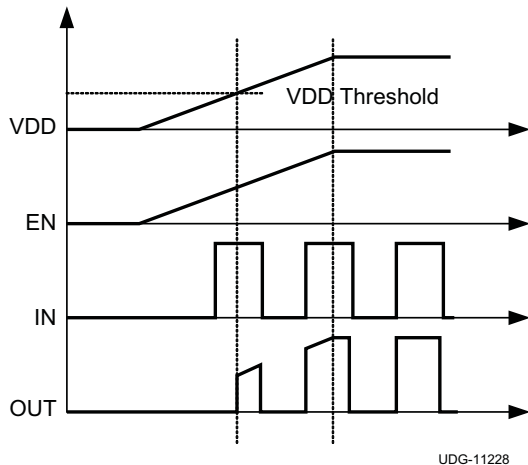 VDD Threshold
VDD
EN
IN
OUT
UDG-11228